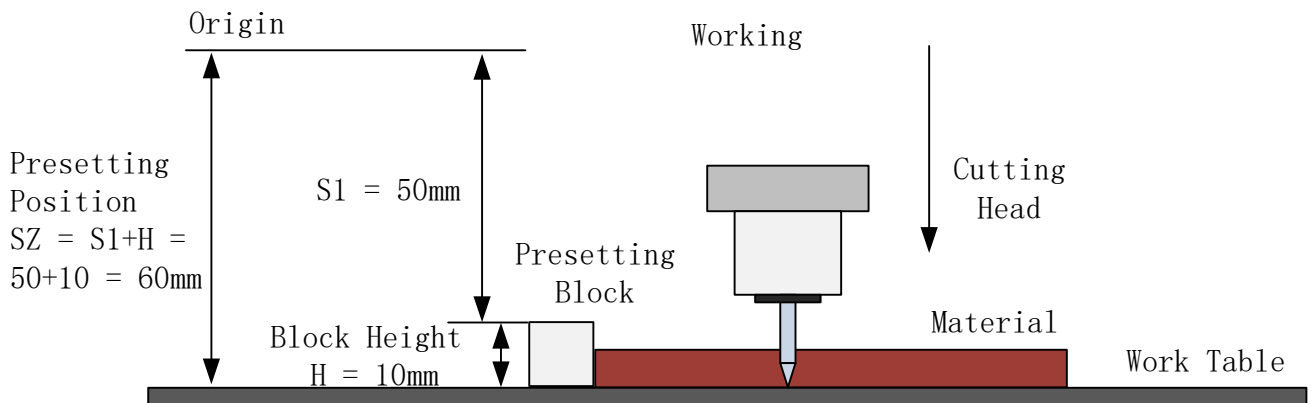 Origin
Working
Presetting
Position
SZ = S1+H =
50+10 = 60mm
S1 = 50mm
Cutting
Head
Presetting
Block
Block Height
H = 10mm
Material
Work Table